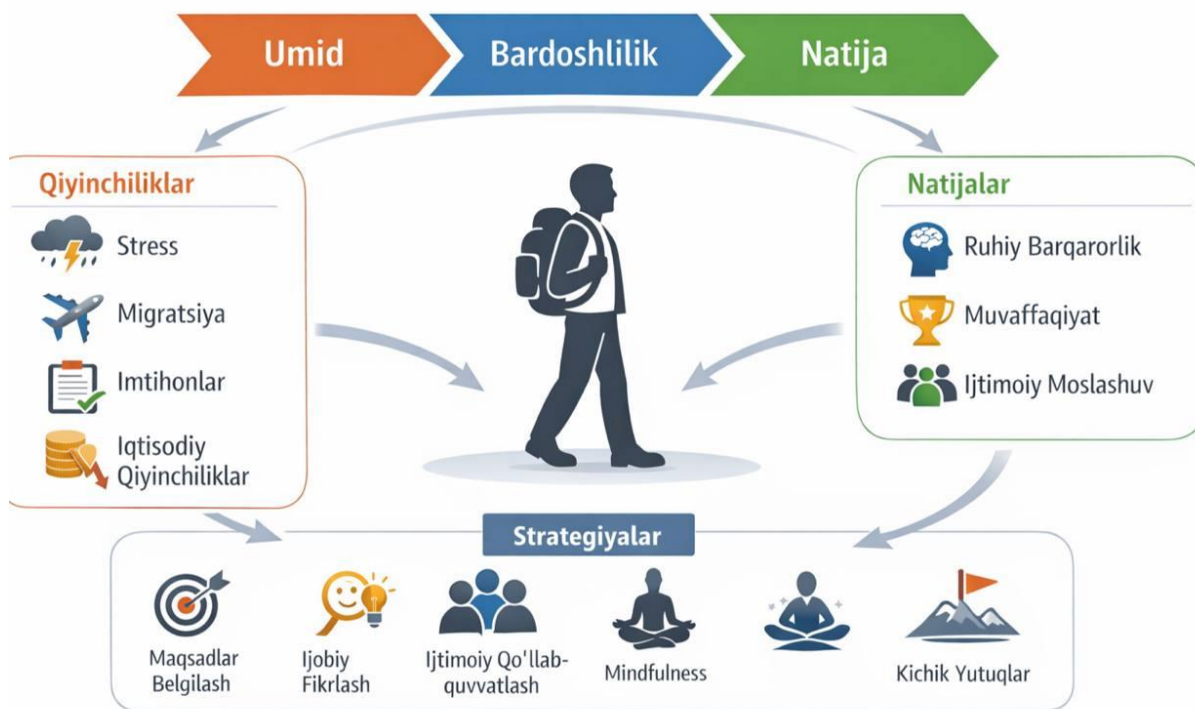 Umid
Bardoshlilik
Natija
Qiyinchiliklar
Stress
Migratsiya
Imtihonlar
Iqtisodiy
Qiyinchiliklar
Natijalar
Ruhiy Barqarorlik
Muvaffaqiyat
Ijtimoiy Moslashuv
Strategiyalar
Maqsadlar
Belgilash
Ijobiy
Fikrlash
Ijtimoiy Qo'llab-
quvvatlash
Mindfulness
Kichik Yutuqlar